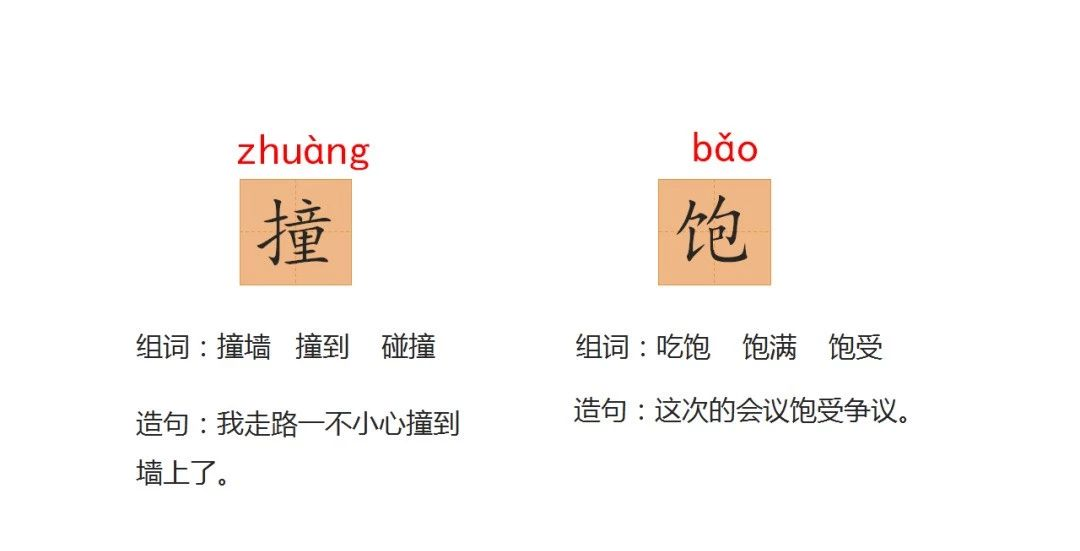 zhuàng
撞
组词：撞墙 撞到 碰撞
造句：我走路一不小心撞到
墙上了。
bǎo
饱
组词：吃饱 饱满 饱受
造句：这次的会议饱受争议。